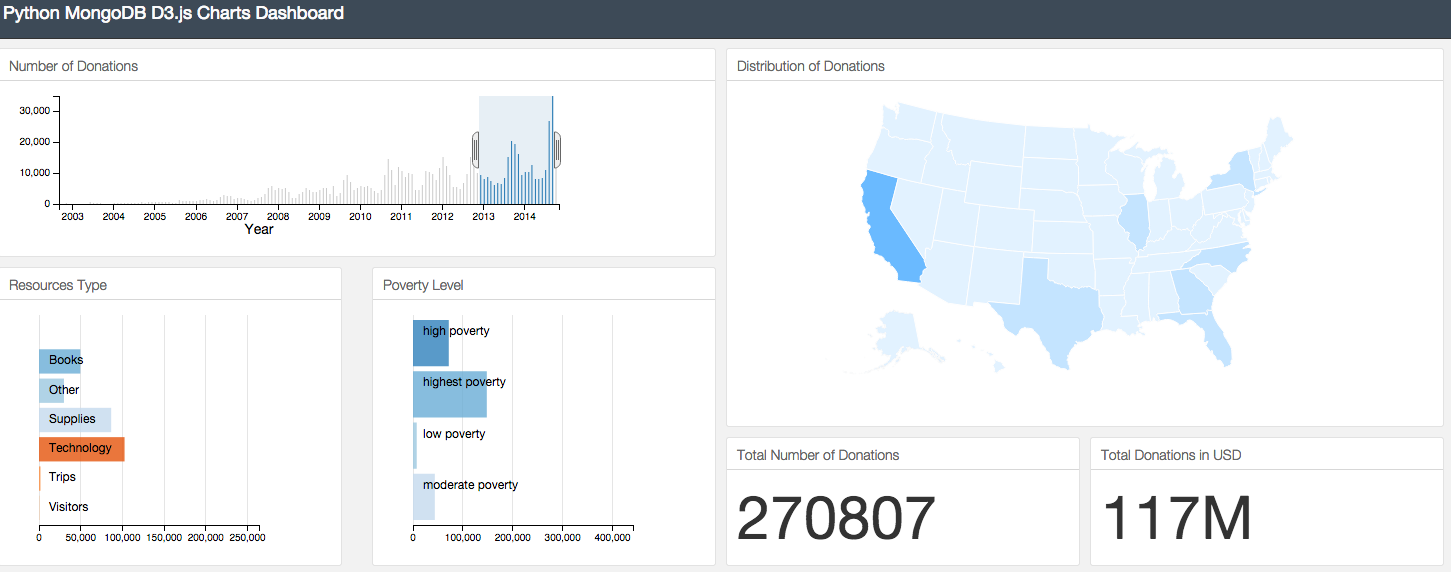 Python MongoDB D3.js Charts Dashboard
Number of Donations
30,000
20,000
10,000
0
2003 2004 2005 2006 2007 2008 2009 2010 2011 2012 2013 2014
Year
Distribution of Donations
Resources Type
Books
Other
Supplies
Technology
Trips
Visitors
0 50,000 100,000 150,000 200,000 250,000
Poverty Level
high poverty
highest poverty
low poverty
moderate poverty
0 100,000 200,000 300,000 400,000
Total Number of Donations
270807
Total Donations in USD
117M